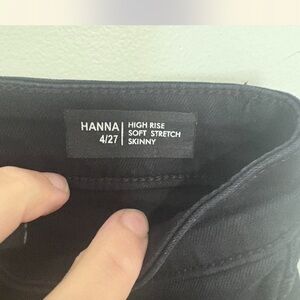 HANNA
4/27
HIGH RISE
SOFT STRETCH
SKINNY